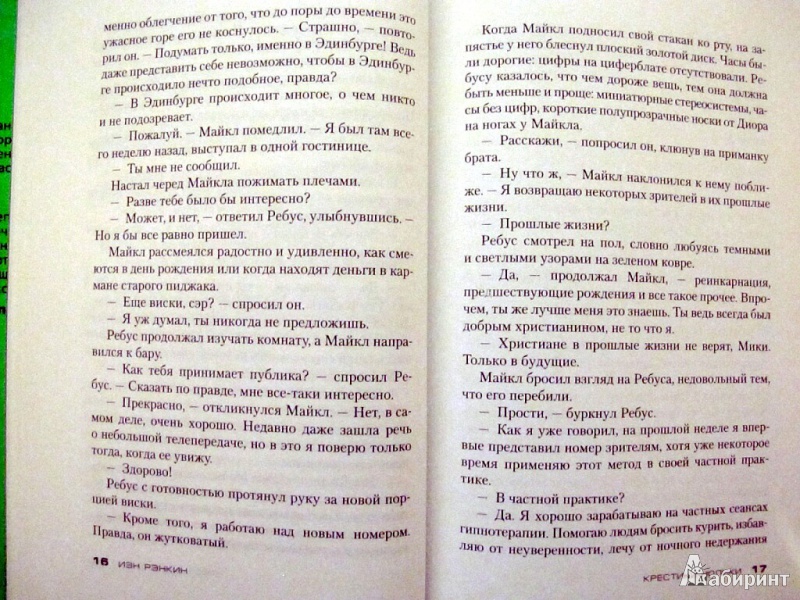 менно облегчение от того, что до поры до времени это
ужасное горе его не коснулось. — Страшно, — повто-
рил он. — Подумать только, именно в Эдинбурге! Ведь
даже представить себе невозможно, чтобы в Эдинбур-
ге происходило нечто подобное, правда?
— В Эдинбурге происходит многое, о чем никто
и не подозревает.
— Пожалуй. — Майкл помедлил. — Я был там все-
го неделю назад, выступал в одной гостинице.
— Ты мне не сообщил.
Настал черед Майкла пожимать плечами.
— Разве тебе было бы интересно?
— Может, и нет, — ответил Ребус, улыбнувшись. —
Но я бы все равно пришел.
Майкл рассмеялся радостно и удивленно, как сме-
ются в день рождения или когда находят деньги в кар-
мане старого пиджака.
— Еще виски, сэр? — спросил он.
— Я уж думал, ты никогда не предложишь.
Ребус продолжал изучать комнату, а Майкл напра-
вился к бару.
— Как тебя принимает публика? — спросил Ре-
бус. — Сказать по правде, мне все-таки интересно.
— Прекрасно, — откликнулся Майкл. — Нет, в са-
мом деле, очень хорошо. Недавно даже зашла речь
о небольшой телепередаче, но в это я поверю только
тогда, когда ее увижу.
— Здорово!
Ребус с готовностью протянул руку за новой пор-
цией виски.
— Кроме того, я работаю над новым номером.
Правда, он жутковатый.
16 ИЭН РЭНКИН
Когда Майкл подносил свой стакан ко рту, на за-
пястье у него блеснул плоский золотой диск. Часы бы-
ли дорогие: цифры на циферблате отсутствовали. Ре-
бусу казалось, что чем дороже вещь, тем она должна
быть меньше и проще: миниатюрные стереосистемы, ча-
сы без цифр, короткие полупрозрачные носки от Диора
на ногах у Майкла.
— Расскажи, — попросил он, клюнув на приманку
брата.
— Ну что ж, — Майкл наклонился к нему побли-
же. — Я возвращаю некоторых зрителей в их прошлые
жизни.
— Прошлые жизни?
Ребус смотрел на пол, словно любуясь темными
и светлыми узорами на зеленом ковре.
— Да, — продолжал Майкл, — реинкарнация,
предшествующие рождения и все такое прочее. Впро-
чем, ты же лучше меня это знаешь. Ты ведь всегда был
добрым христианином, не то что я.
— Христиане в прошлые жизни не верят, Мики.
Только в будущие.
Майкл бросил взгляд на Ребуса, недовольный тем,
что его перебили.
— Прости, — буркнул Ребус.
— Как я уже говорил, на прошлой неделе я впер-
вые представил номер зрителям, хотя уже некоторое
время применяю этот метод в своей частной прак-
тике.
— В частной практике?
— Да. Я хорошо зарабатываю на частных сеансах
гипнотерапии. Помогаю людям бросить курить, избав-
ляю от неуверенности, лечу от ночного недержания
17
Лабиринт